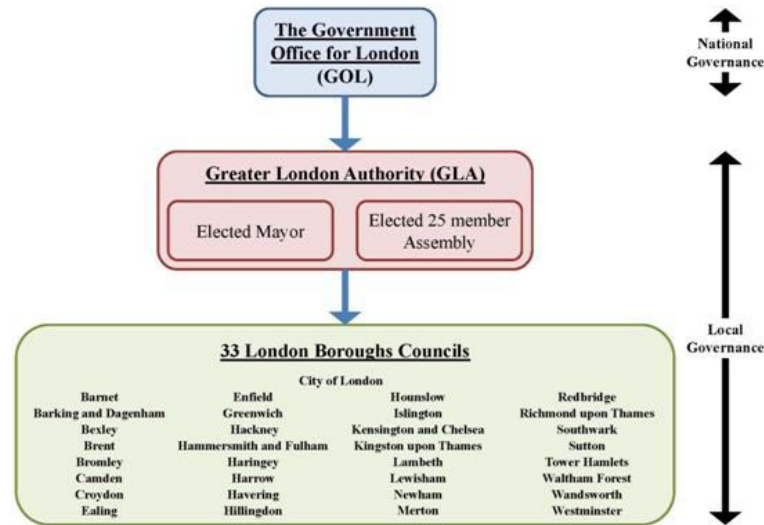 The Government
Office for London
(GOL)
National
Governance
Greater London Authority (GLA)
Elected Mayor
Elected 25 member
Assembly
Local
Governance
33 London Boroughs Councils
City of London
Barnet Enfield Hounslow Redbridge
Barking and Dagenham Greenwich Islington Richmond upon Thames
Bexley Hackney Kensington and Chelsea Southwark
Brent Hammersmith and Fulham Kingston upon Thames Sutton
Bromley Haringey Lambeth Tower Hamlets
Camden Harrow Lewisham Waltham Forest
Croydon Havering Newham Wandsworth
Ealing Hillingdon Merton Westminster